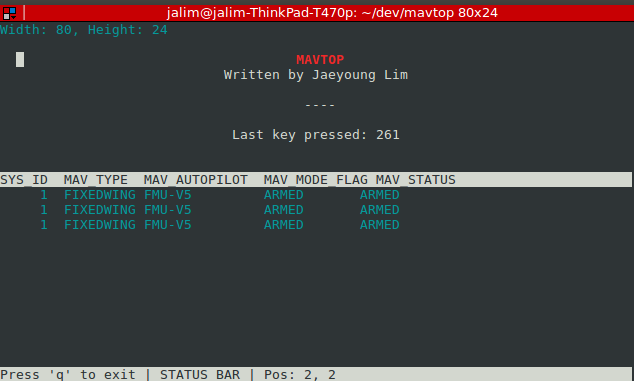 jalim@jalim-ThinkPad-T470p: ~/dev/mavtop 80x24
Width: 80, Height: 24
MAVTOP
Written by Jaeyoung Lim
----
Last key pressed: 261
SYS_ID MAV_TYPE MAV_AUTOPILOT MAV_MODE_FLAG MAV_STATUS
1 FIXEDWING FMU-V5 ARMED ARMED
1 FIXEDWING FMU-V5 ARMED ARMED
1 FIXEDWING FMU-V5 ARMED ARMED
Press 'q' to exit | STATUS BAR | Pos: 2, 2